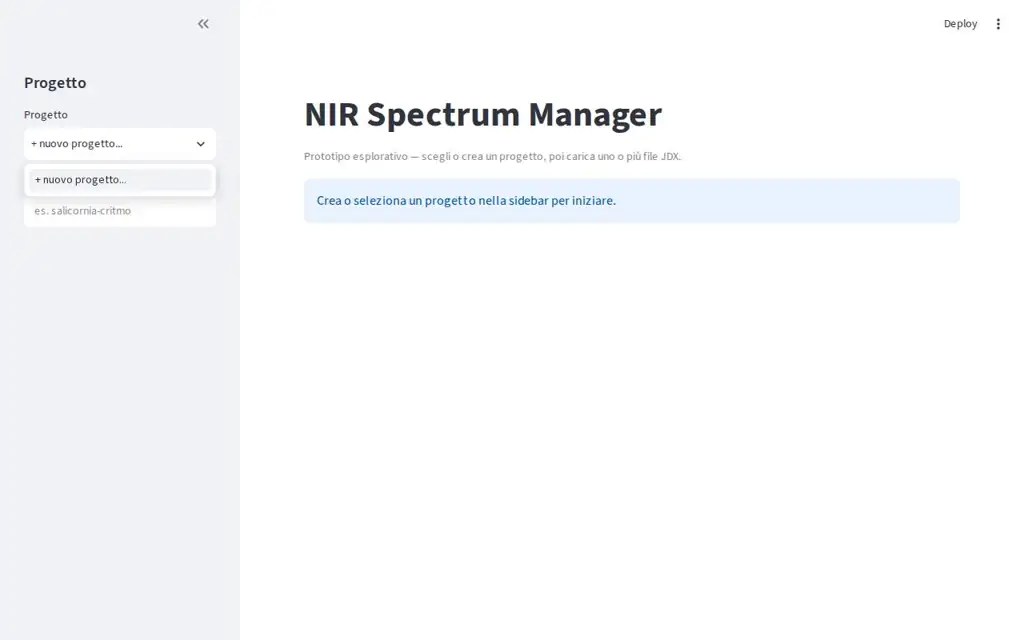 Deploy
Progetto
Progetto
+ nuovo progetto...
+ nuovo progetto...
es. salicornia-critmo
NIR Spectrum Manager
Prototipo esplorativo — scegli o crea un progetto, poi carica uno o più file JDX.
Crea o seleziona un progetto nella sidebar per iniziare.